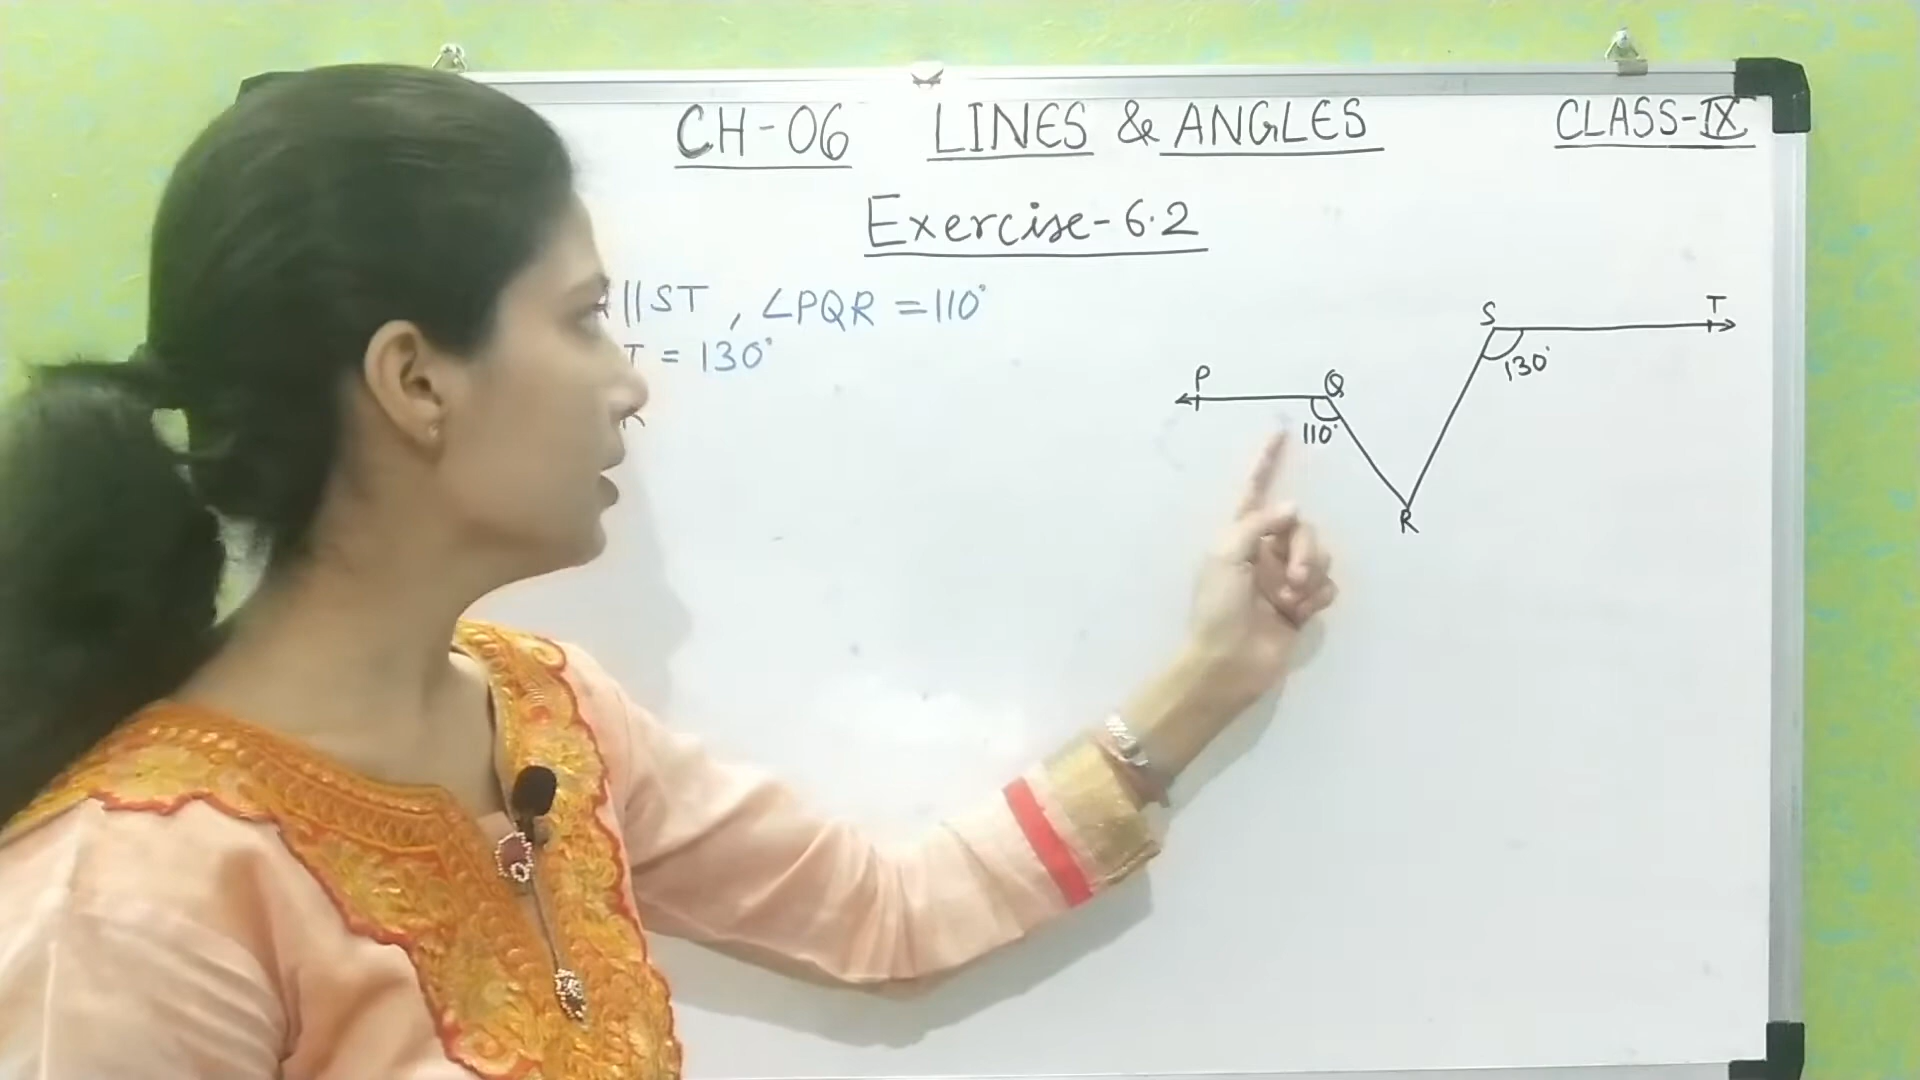 CH-06 LINES & ANGLES CLASS-IX
Exercise-6.2
||ST, ∠PQR = 110°
T = 130°
P
Q
110°
R
S
T
130°